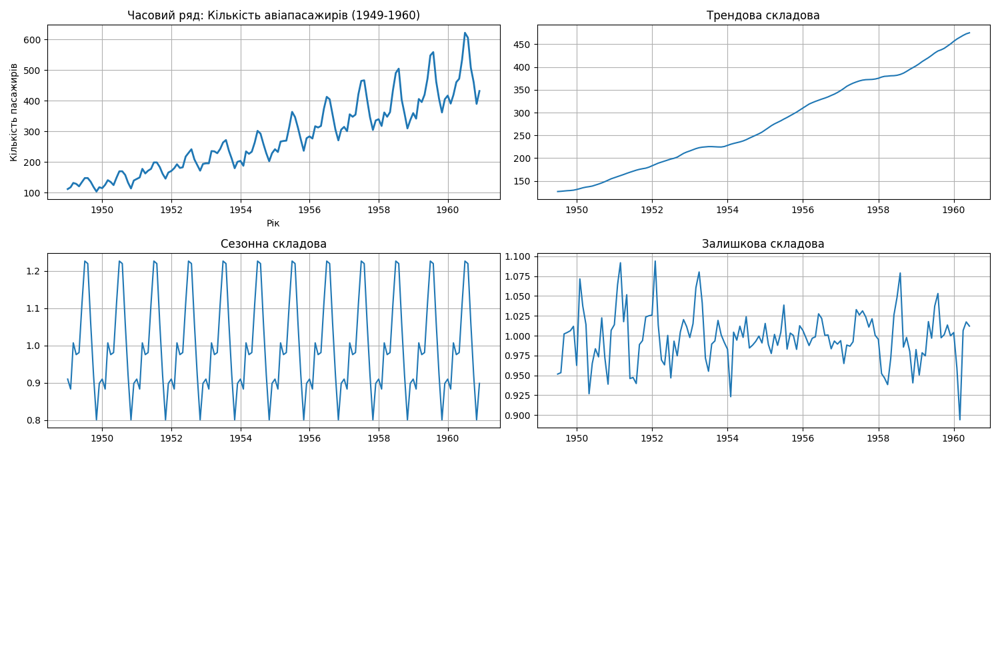 Часовий ряд: Кількість авіапасажирів (1949-1960)
Кількість пасажирів
600
500
400
300
200
100
1950 1952 1954 1956 1958 1960
Рік
Трендова складова
450
400
350
300
250
200
150
1950 1952 1954 1956 1958 1960
Сезонна складова
1.2
1.1
1.0
0.9
0.8
1950 1952 1954 1956 1958 1960
Залишкова складова
1.100
1.075
1.050
1.025
1.000
0.975
0.950
0.925
0.900
1950 1952 1954 1956 1958 1960